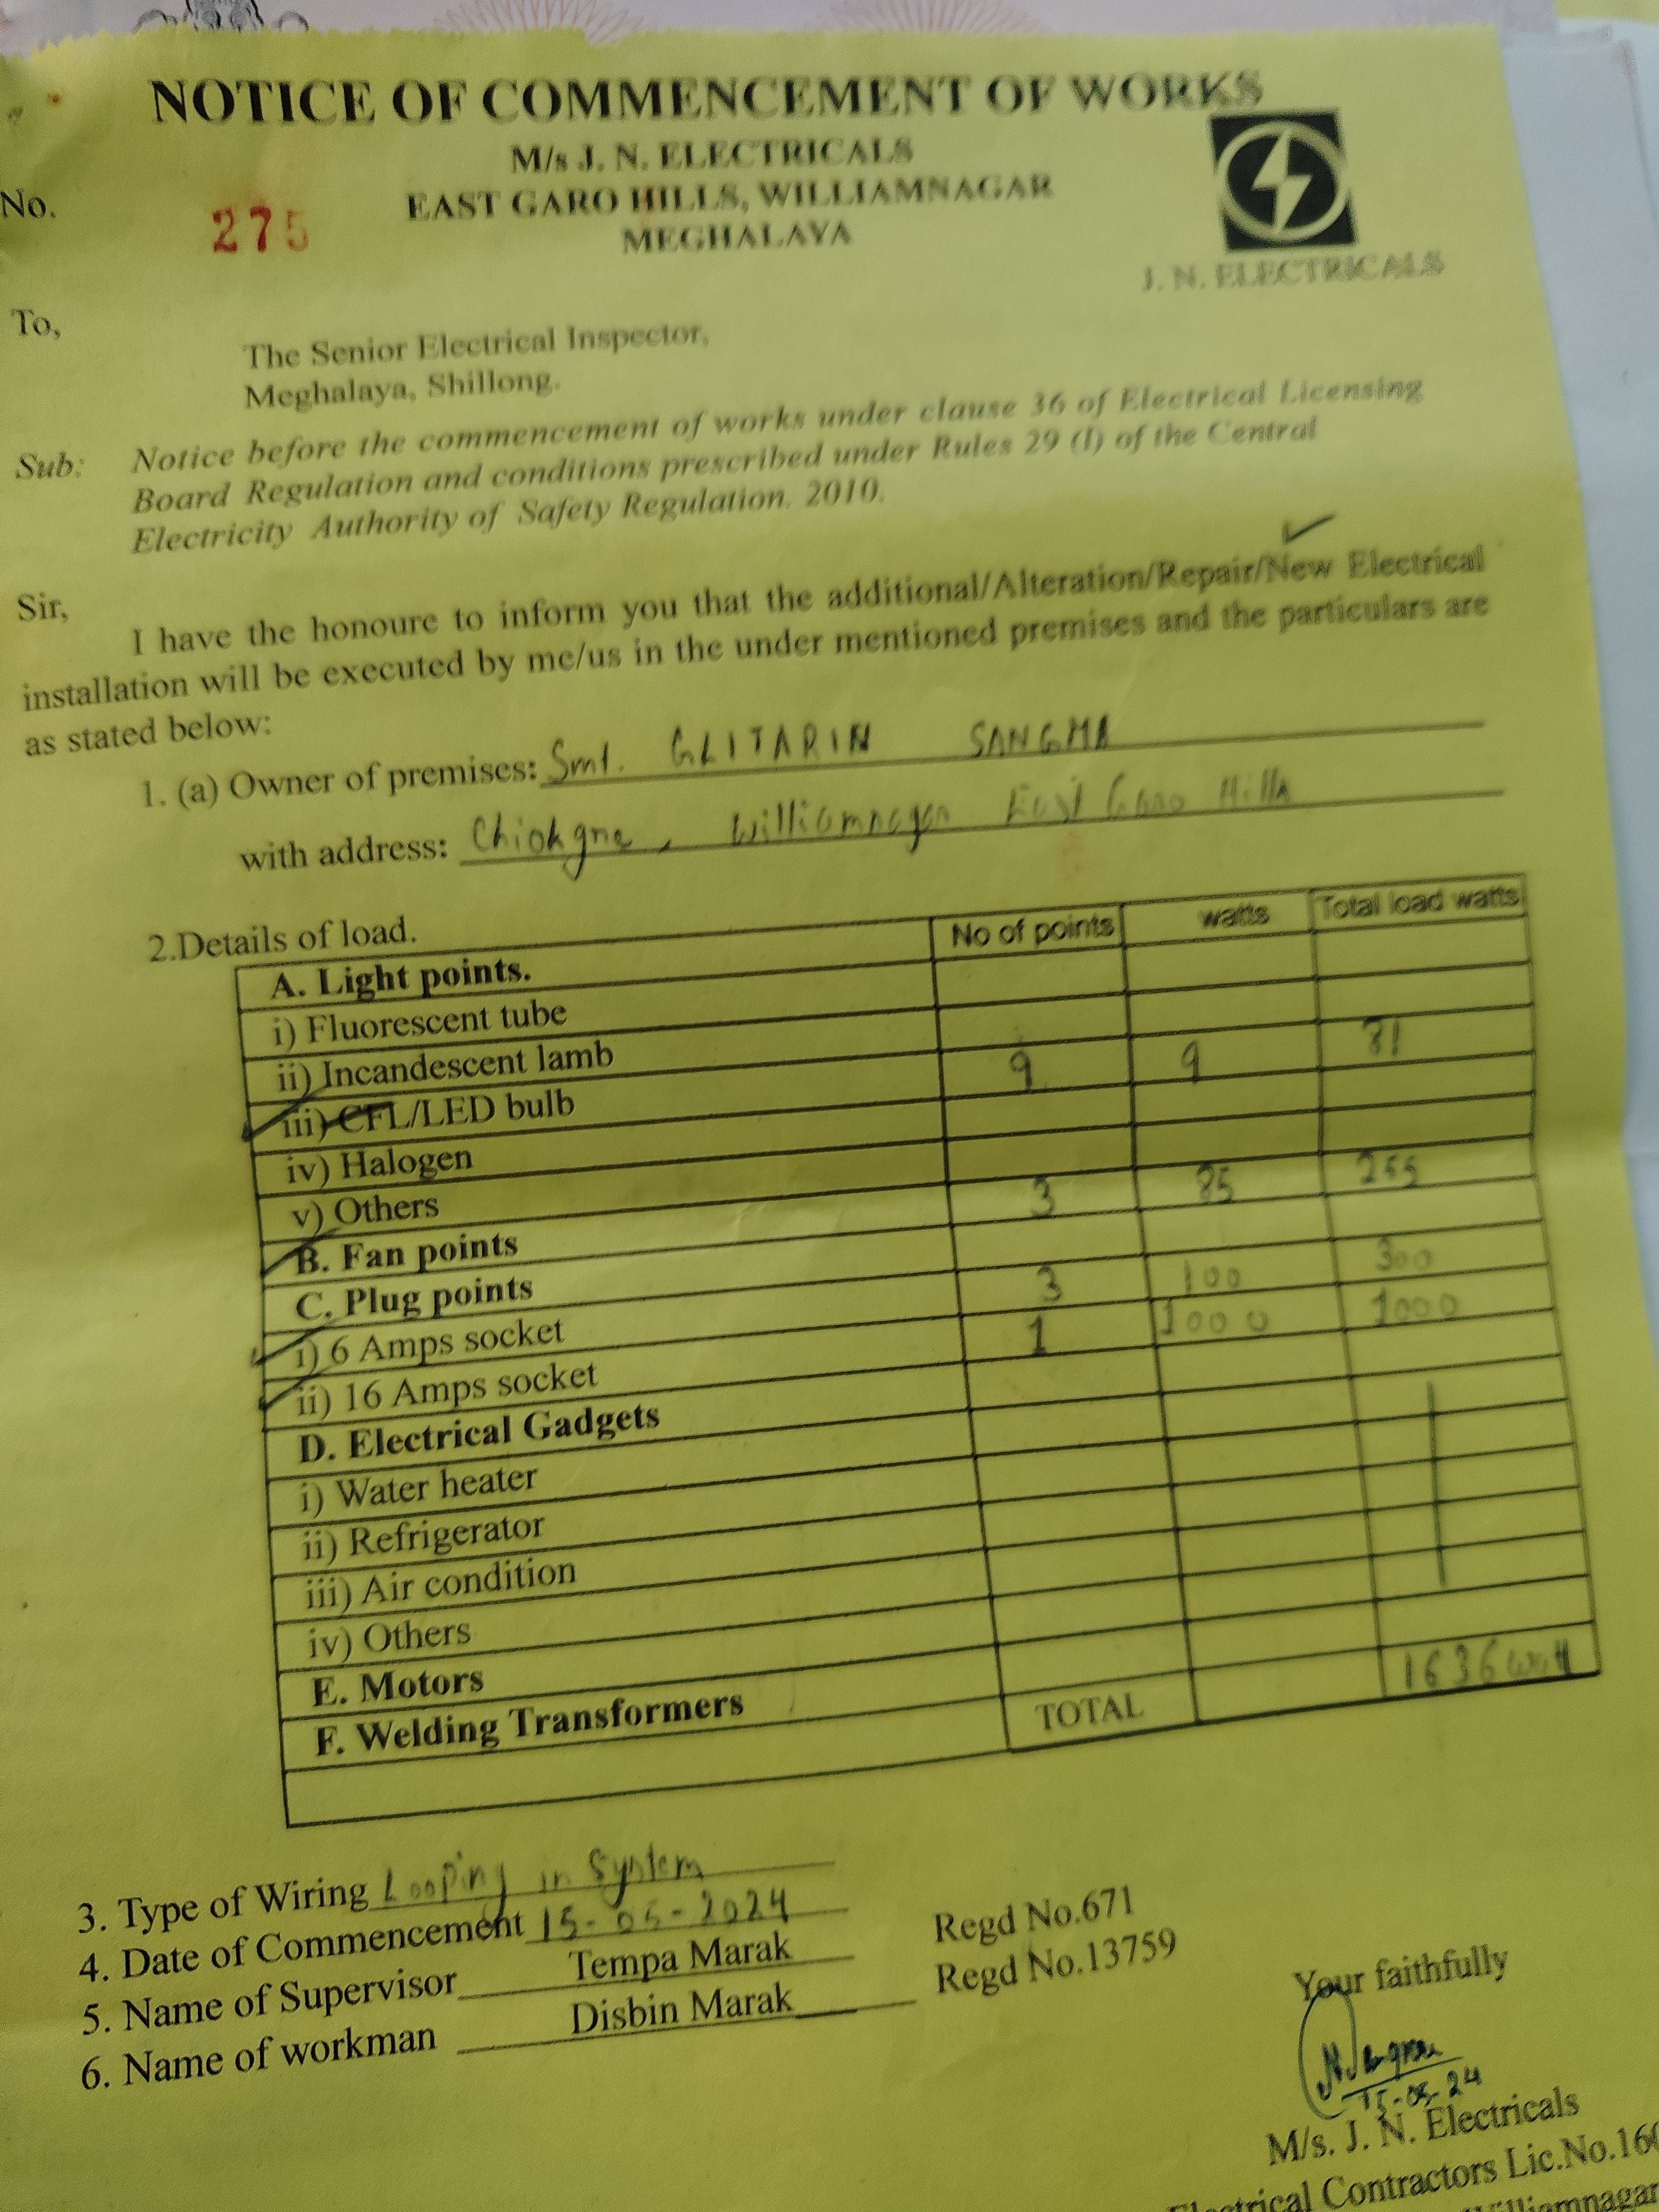 NOTICE OF COMMENCEMENT OF WORKS
M/s J. N. ELECTRICALS
No. 275 EAST GARO HILLS, WILLIAMNAGAR
MEGHALAYA
J. N. ELECTRICALS
To,
The Senior Electrical Inspector,
Meghalaya, Shillong.
Sub: Notice before the commencement of works under clause 36 of Electrical Licensing
Board Regulation and conditions prescribed under Rules 29 (I) of the Central
Electricity Authority of Safety Regulation. 2010.
Sir,
I have the honoure to inform you that the additional/Alteration/Repair/New Electrical
installation will be executed by me/us in the under mentioned premises and the particulars are
as stated below:
1. (a) Owner of premises: Smt. GLITARIN SANGMA
with address: Chiokgne, Williamnagar East Garo Hills
2.Details of load. No of points watts Total load watts
A. Light points.
i) Fluorescent tube
ii) Incandescent lamb
iii) CFL/LED bulb 9 9 81
iv) Halogen
v) Others
B. Fan points 3 85 255
C. Plug points
i) 6 Amps socket 3 100 300
ii) 16 Amps socket 1 1000 1000
D. Electrical Gadgets
i) Water heater
ii) Refrigerator
iii) Air condition
iv) Others
E. Motors
F. Welding Transformers
TOTAL 1636 watt
3. Type of Wiring Looping in System
4. Date of Commencement 15-05-2024
5. Name of Supervisor Tempa Marak Regd No.671
6. Name of workman Disbin Marak Regd No.13759
Your faithfully
15-05-24
M/s. J. N. Electricals
Contractors Lic.No.160